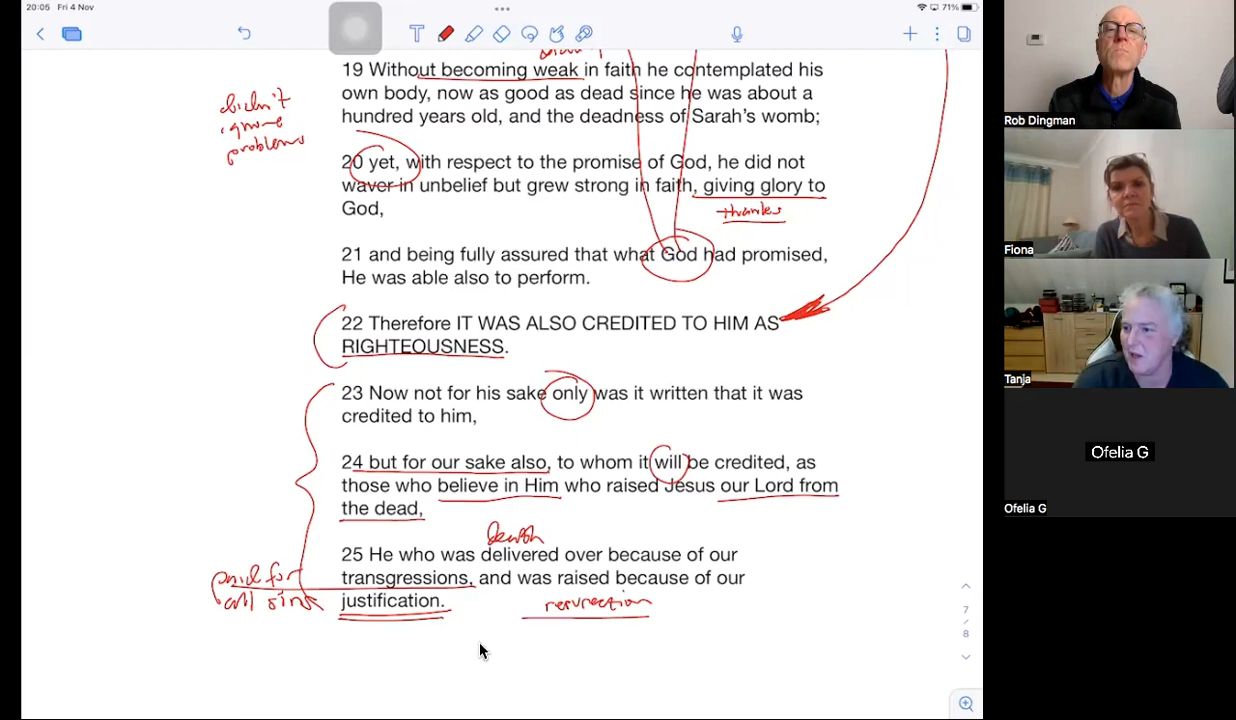 20:05 Fri 4 Nov
71%
19 Without becoming weak in faith he contemplated his
own body, now as good as dead since he was about a
hundred years old, and the deadness of Sarah's womb;
didn't
ignore
problems
20 yet, with respect to the promise of God, he did not
waver in unbelief but grew strong in faith, giving glory to
God,
thanks
21 and being fully assured that what God had promised,
He was able also to perform.
22 Therefore IT WAS ALSO CREDITED TO HIM AS
RIGHTEOUSNESS.
23 Now not for his sake only was it written that it was
credited to him,
24 but for our sake also, to whom it will be credited, as
those who believe in Him who raised Jesus our Lord from
the dead,
death
25 He who was delivered over because of our
transgressions, and was raised because of our
justification.
paid for
all sins
resurrection
7
/
8
Rob Dingman
Fiona
Tanja
Ofelia G
Ofelia G